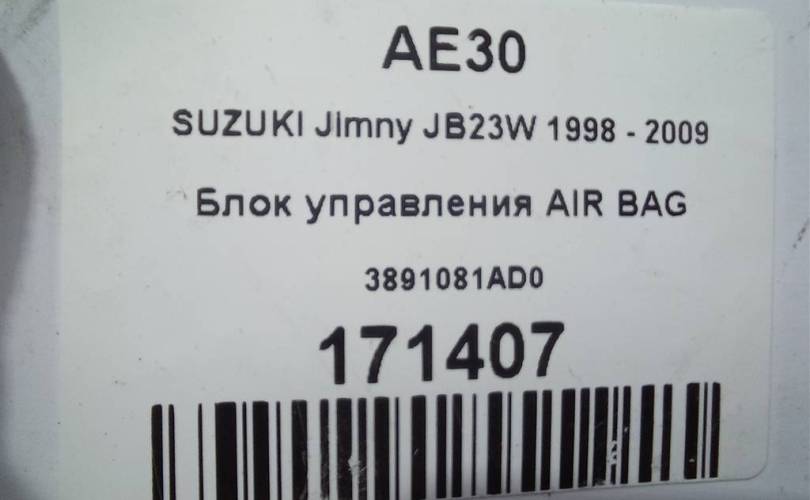 AE30
SUZUKI Jimny JB23W 1998 - 2009
Блок управления AIR BAG
3891081AD0
171407